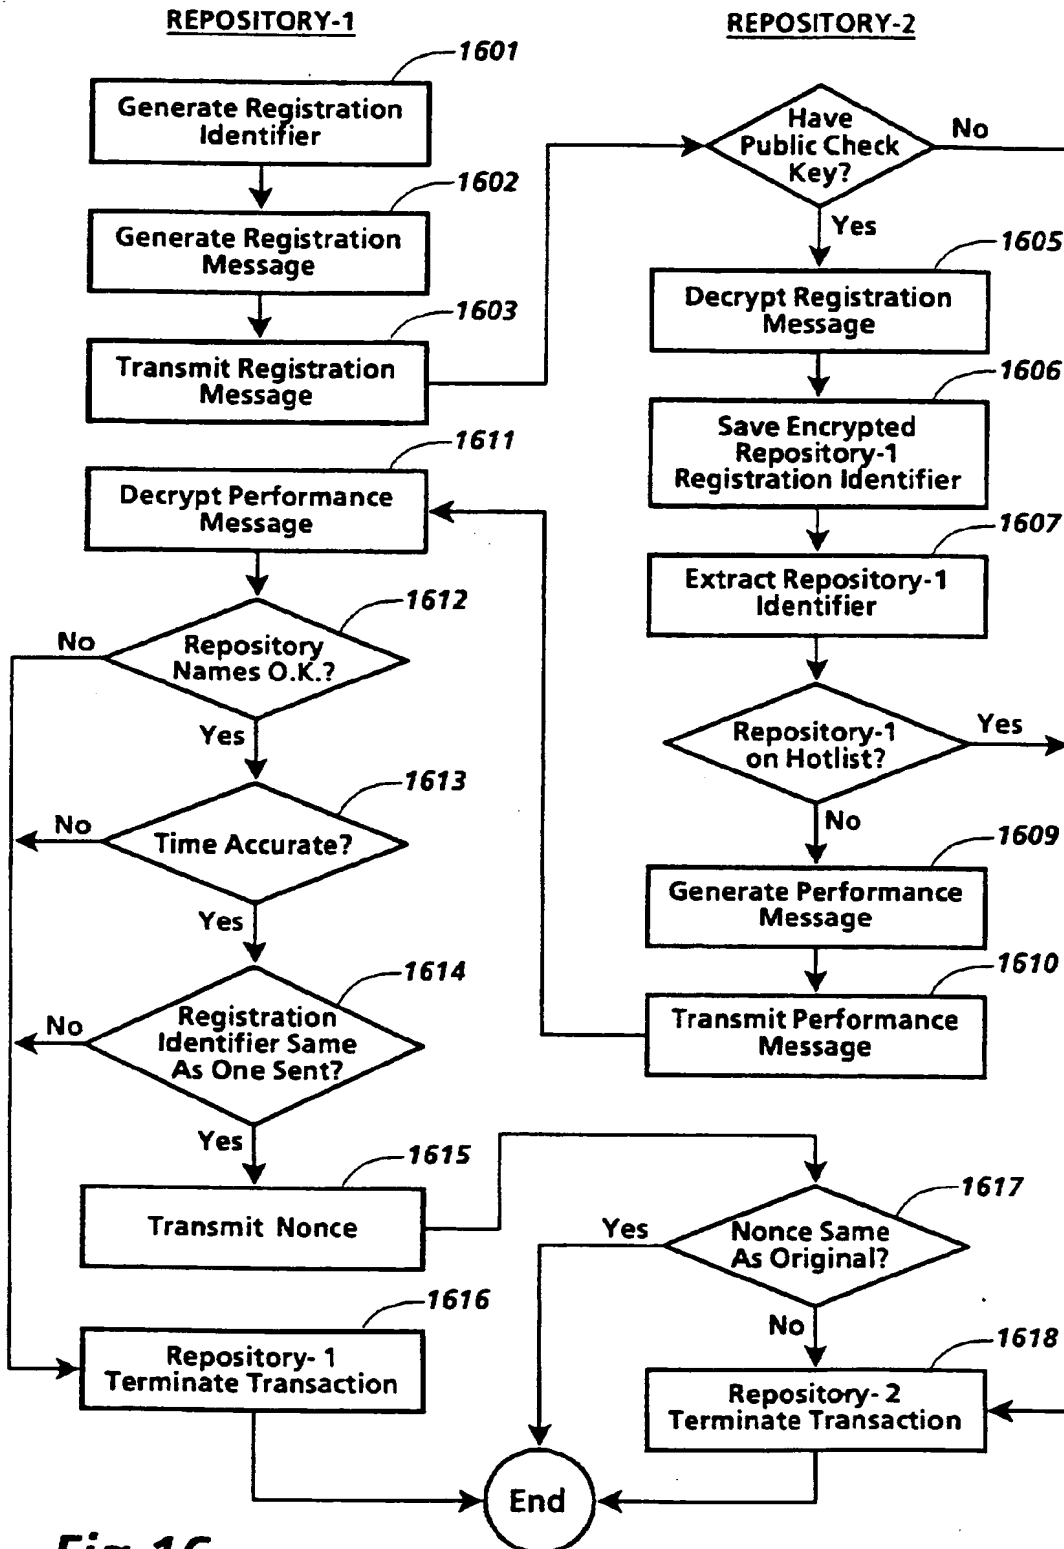 REPOSITORY-1
1601
Generate Registration
Identifier
1602
Generate Registration
Message
1603
Transmit Registration
Message
1611
Decrypt Performance
Message
1612
Repository
Names O.K.?
No
Yes
1613
Time Accurate?
No
Yes
1614
Registration
Identifier Same
As One Sent?
No
Yes
1615
Transmit Nonce
1616
Repository- 1
Terminate Transaction
REPOSITORY-2
Have
Public Check
Key?
No
Yes
1605
Decrypt Registration
Message
1606
Save Encrypted
Repository-1
Registration Identifier
1607
Extract Repository-1
Identifier
Repository-1
on Hotlist?
Yes
No
1609
Generate Performance
Message
1610
Transmit Performance
Message
1617
Nonce Same
As Original?
Yes
No
1618
Repository- 2
Terminate Transaction
End
Fig.16